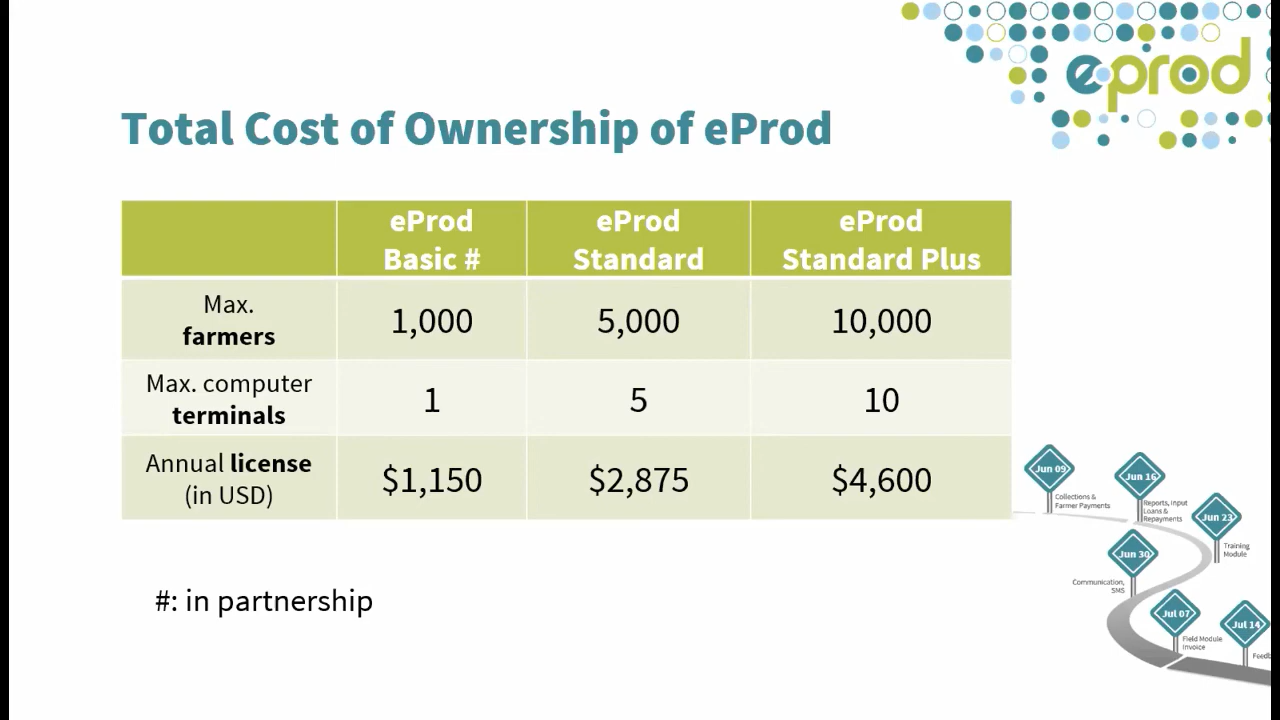 eprod
Total Cost of Ownership of eProd
eProd
Basic #
eProd
Standard
eProd
Standard Plus
Max.
farmers
1,000
5,000
10,000
Max. computer
terminals
1
5
10
Annual license
(in USD)
$1,150
$2,875
$4,600
#: in partnership
Jun 09
Collections &
Farmer Payments
Jun 16
Reports, Input
Loans &
Repayments
Jun 23
Training
Module
Jun 30
Communication,
SMS
Jul 07
Field Module
Invoice
Jul 14
Feedb